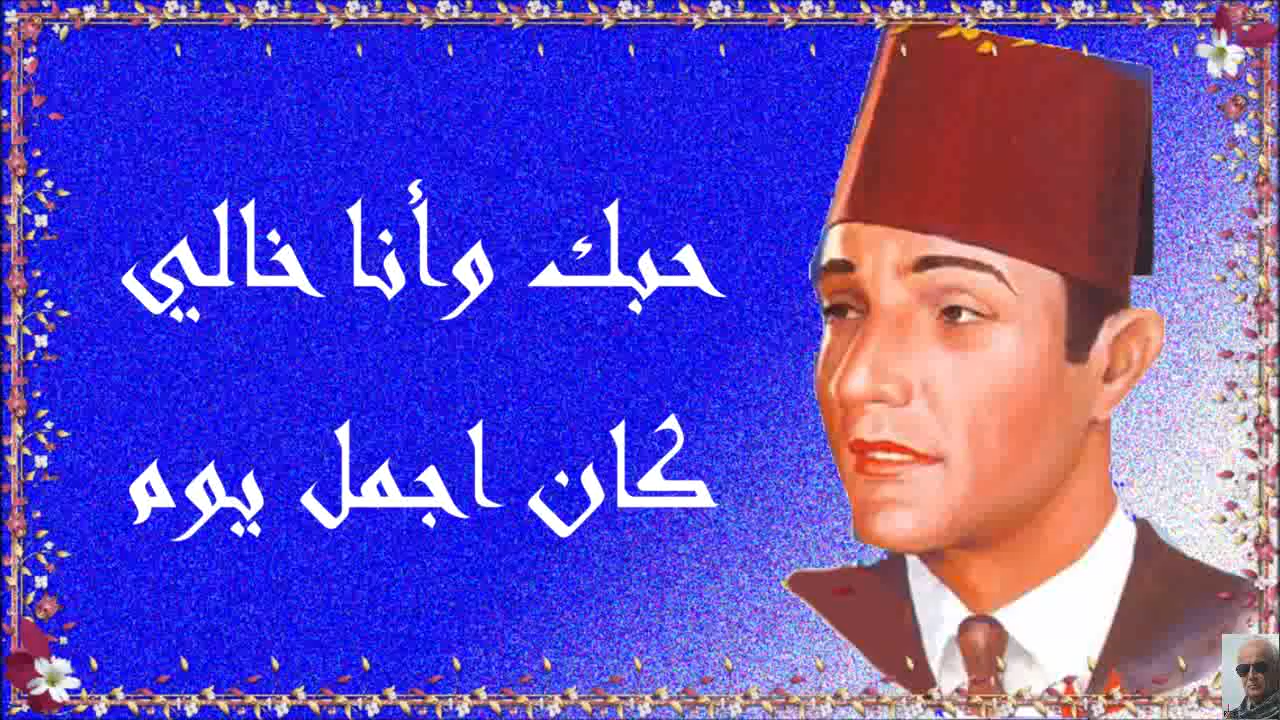 حبك وأنا خالي
كان اجمل يوم